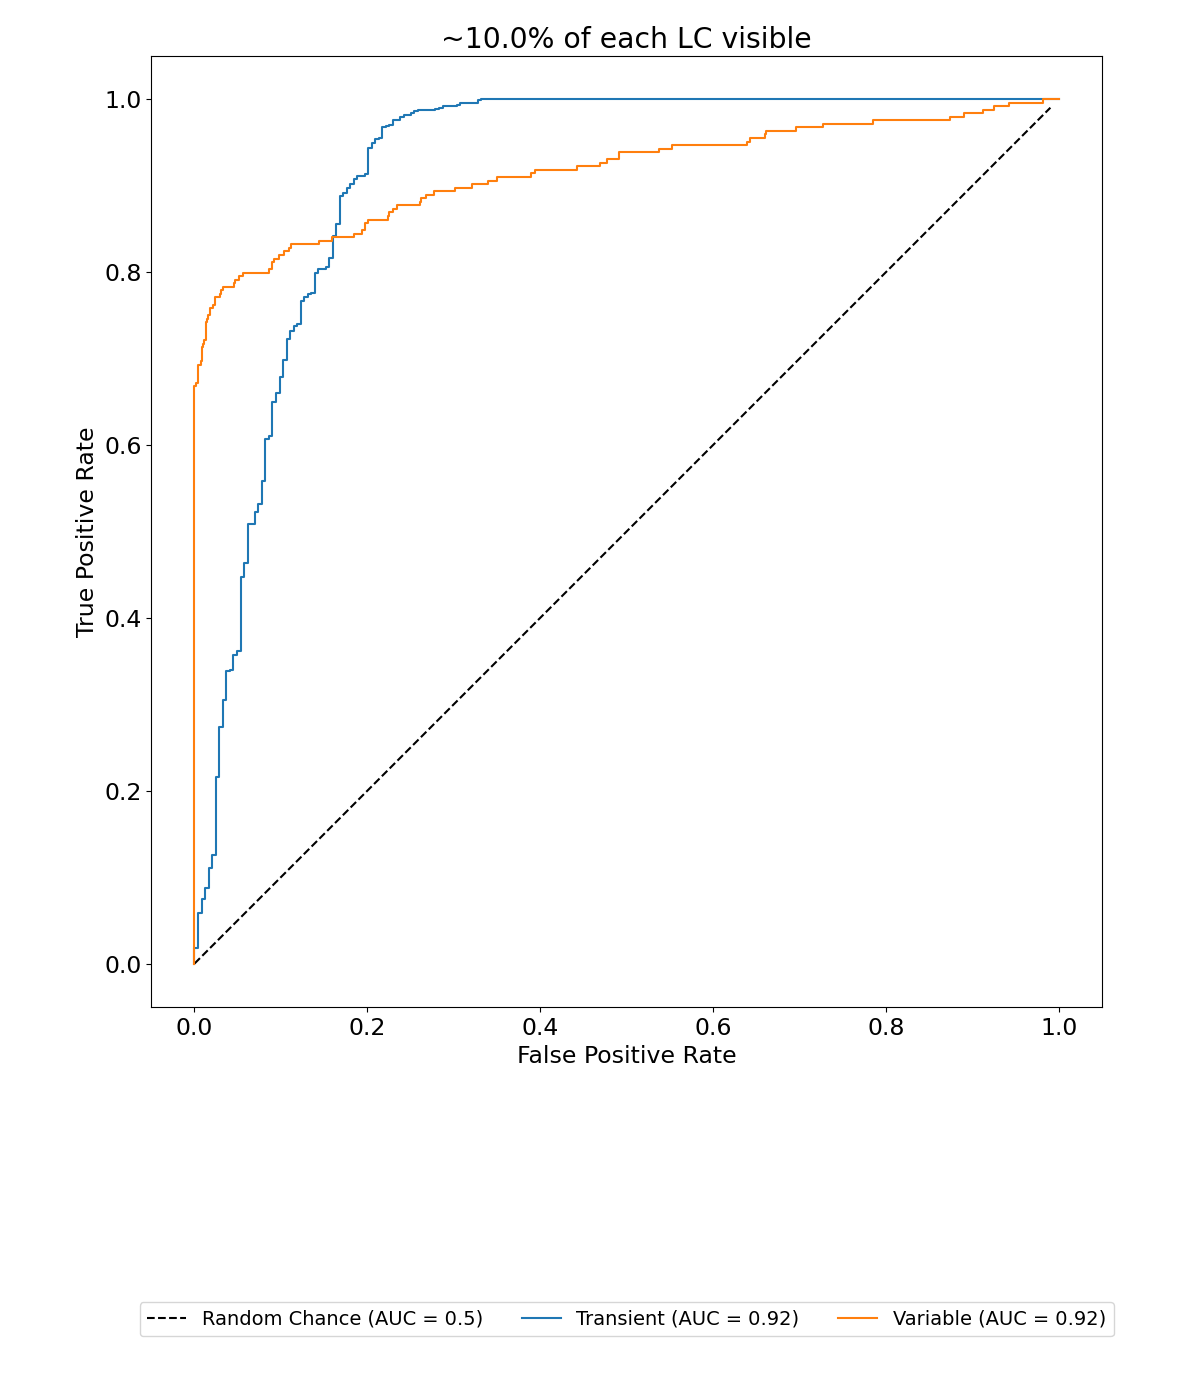 ~10.0% of each LC visible
1.0
0.8
0.6
0.4
0.2
0.0
True Positive Rate
0.0 0.2 0.4 0.6 0.8 1.0
False Positive Rate
Random Chance (AUC = 0.5) Transient (AUC = 0.92) Variable (AUC = 0.92)